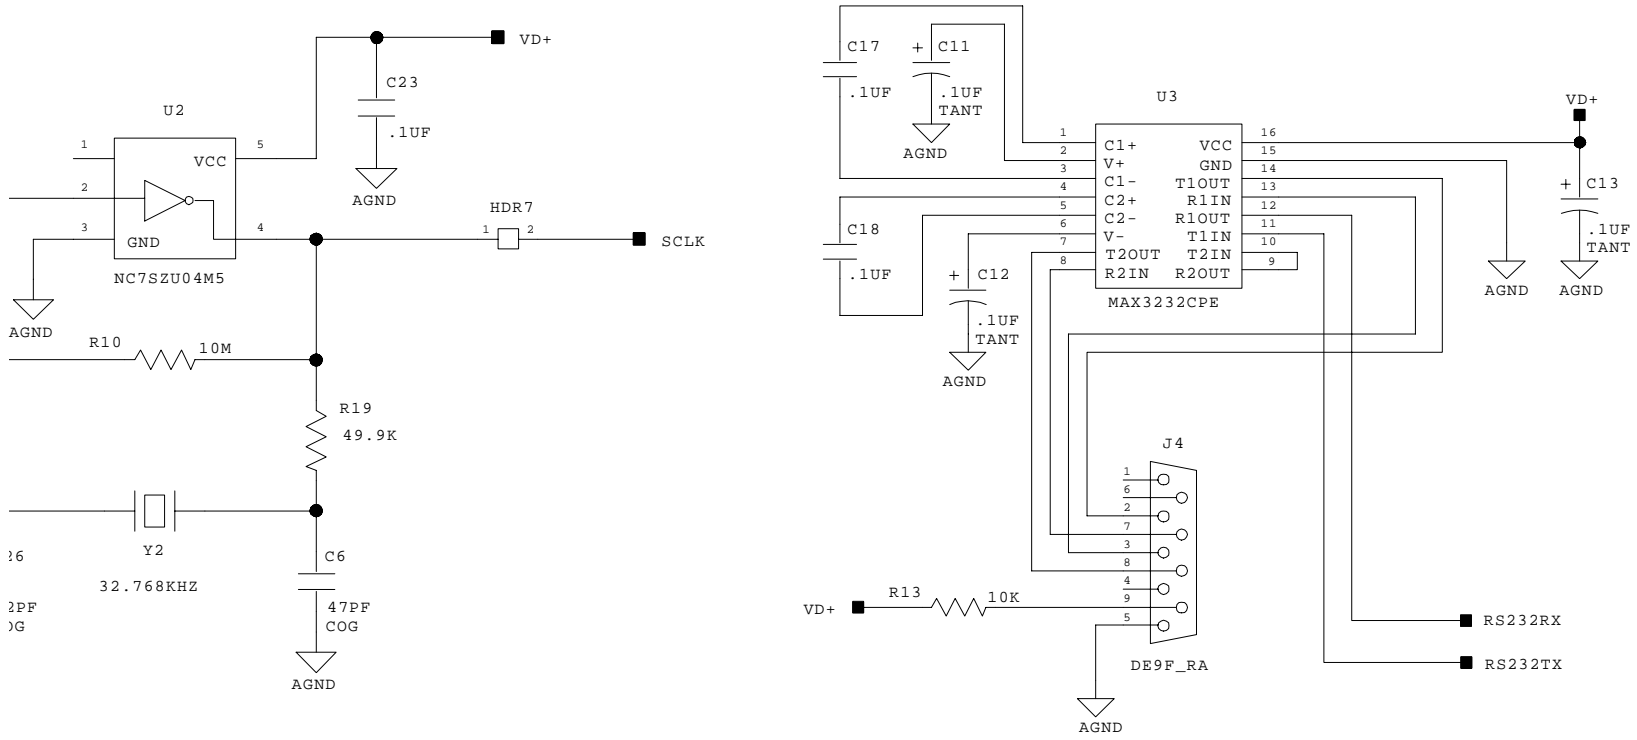 VD+
C23
.1UF
AGND
U2
1
VCC
5
2
3
GND
4
NC7SZU04M5
AGND
HDR7
1
2
SCLK
R10
10M
R19
49.9K
Y2
32.768KHZ
C6
47PF
COG
AGND
26
2PF
OG
C17
.1UF
+
C11
.1UF
TANT
AGND
U3
1
2
3
4
5
6
7
8
C1+
V+
C1-
C2+
C2-
V-
T2OUT
R2IN
VCC
GND
T1OUT
R1IN
R1OUT
T1IN
T2IN
R2OUT
16
15
14
13
12
11
10
9
MAX3232CPE
C18
.1UF
+
C12
.1UF
TANT
AGND
VD+
+
C13
.1UF
TANT
AGND
AGND
J4
1
6
2
7
3
8
4
9
5
DE9F_RA
VD+
R13
10K
AGND
RS232RX
RS232TX